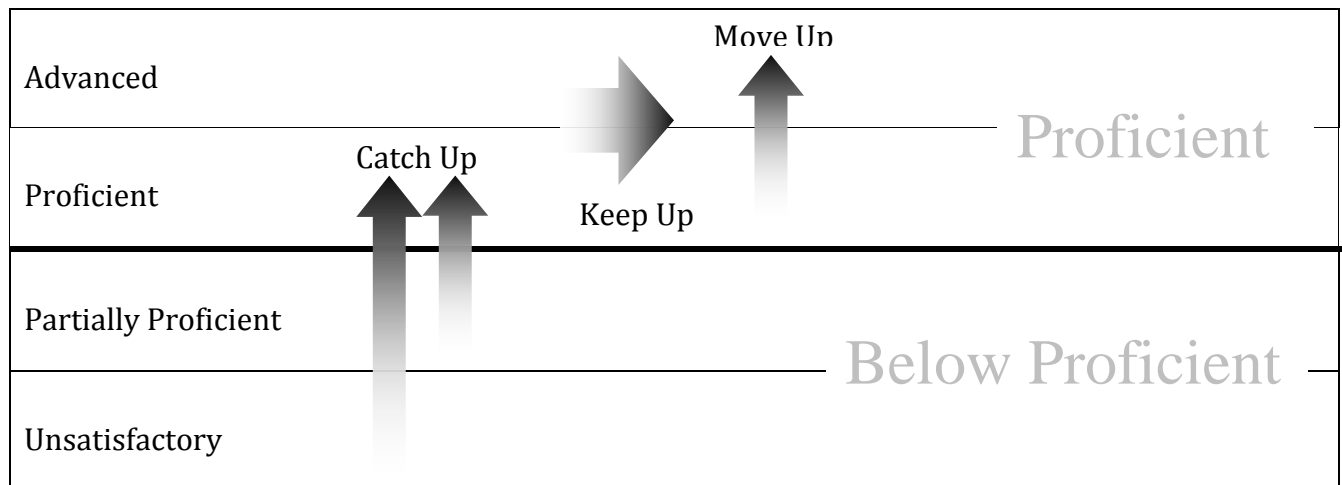 Move Up
Advanced
Proficient
Catch Up
Proficient
Keep Up
Partially Proficient
Below Proficient
Unsatisfactory